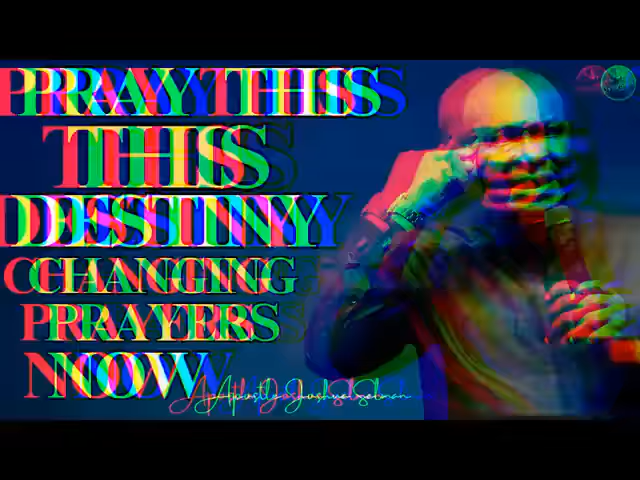 PRAY THIS
THIS
DESTINY
CHANGING
PRAYERS
NOW
Apostle Joshua Selman